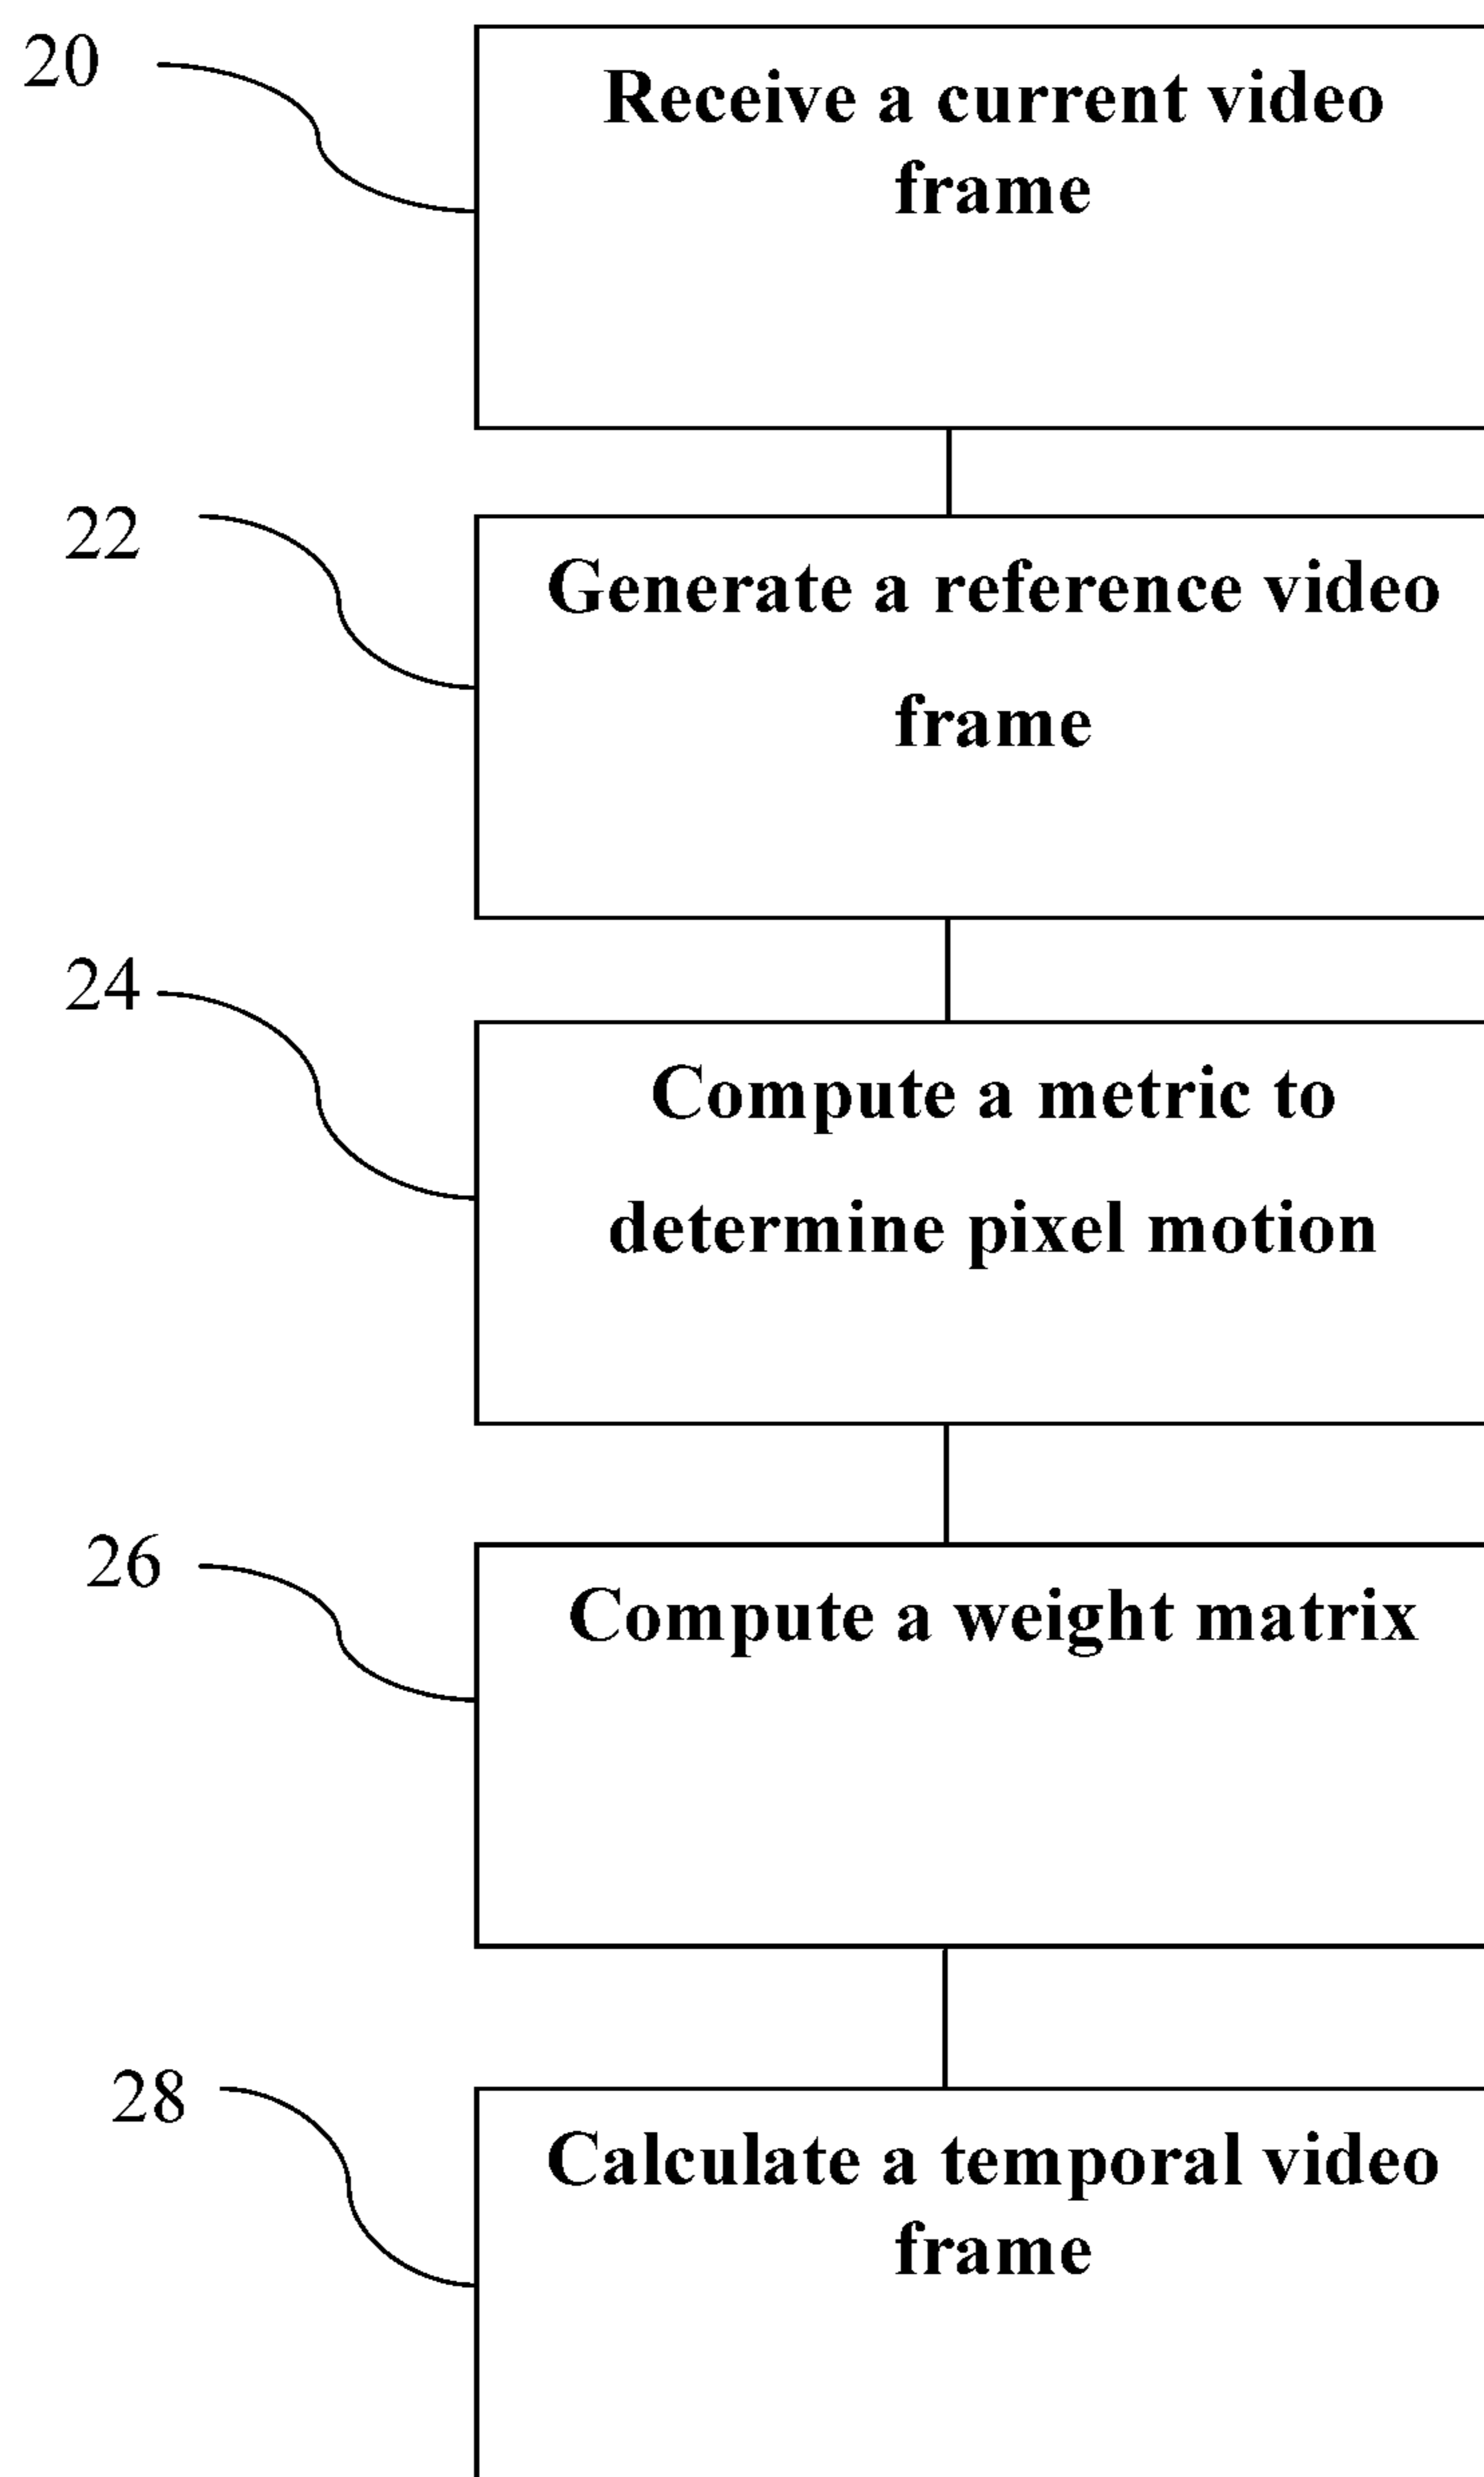 20
Receive a current video
frame
22
Generate a reference video
frame
24
Compute a metric to
determine pixel motion
26
Compute a weight matrix
28
Calculate a temporal video
frame